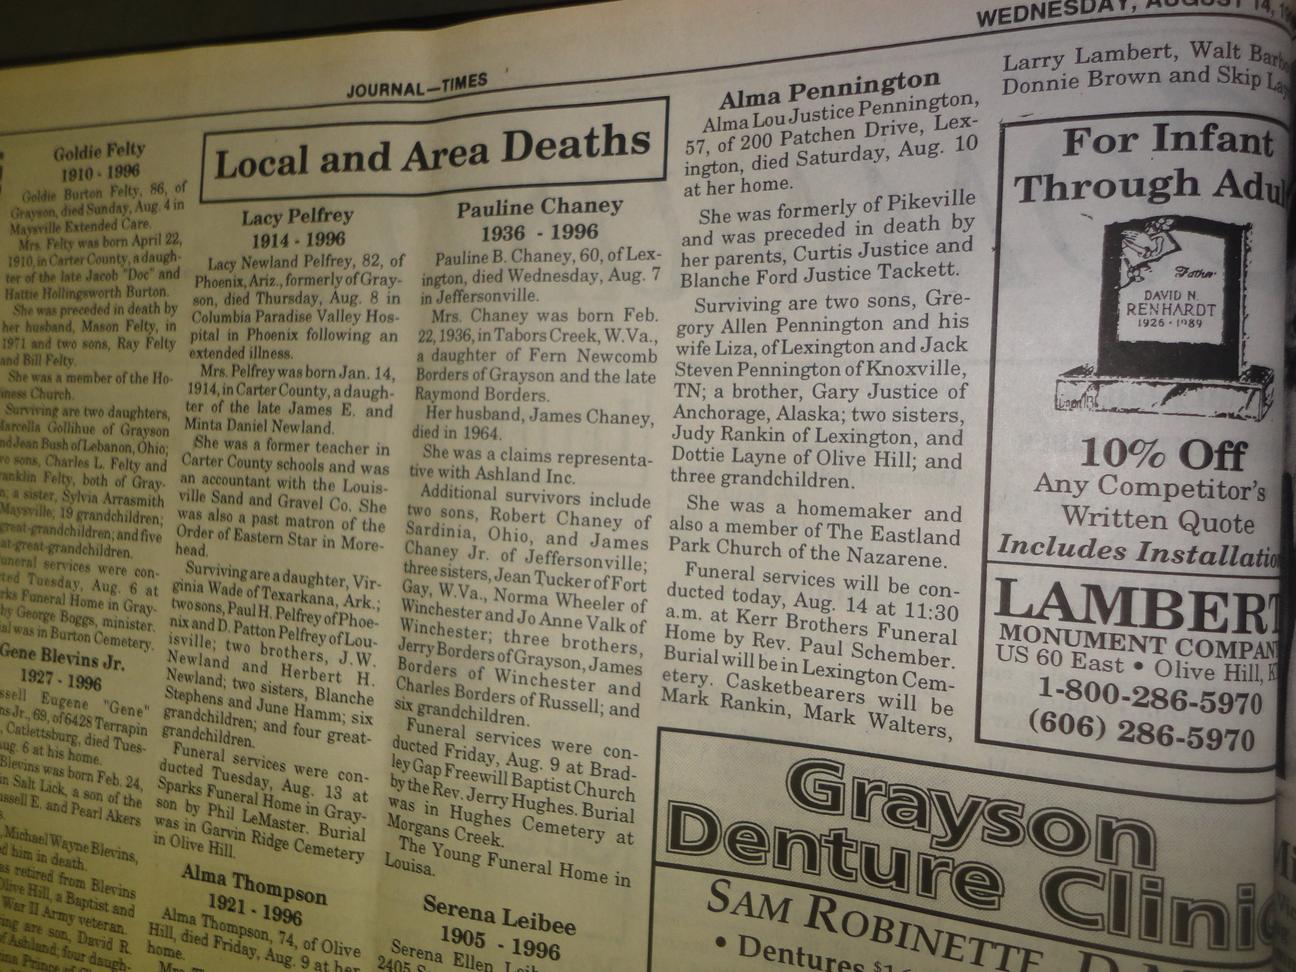 WEDNESDAY, AUGUST 14,
JOURNAL—TIMES
Goldie Felty
1910 - 1996
Goldie Burton Felty, 86, of
Grayson, died Sunday, Aug. 4 in
Maysville Extended Care.
Mrs. Felty was born April 22,
1910, in Carter County, a daugh-
ter of the late Jacob "Doc" and
Hattie Hollingsworth Burton.
She was preceded in death by
her husband, Mason Felty, in
1971 and two sons, Ray Felty
and Bill Felty.
She was a member of the Ho-
iness Church.
Surviving are two daughters,
Marcella Gollihue of Grayson
and Jean Bush of Lebanon, Ohio;
two sons, Charles L. Felty and
Franklin Felty, both of Gray-
n; a sister, Sylvia Arrasmith
Maysville; 19 grandchildren;
great-grandchildren; and five
at-great-grandchildren.
uneral services were con-
ted Tuesday, Aug. 6 at
rks Funeral Home in Gray-
by George Boggs, minister.
ial was in Burton Cemetery.
Gene Blevins Jr.
1927 - 1996
ssell Eugene "Gene"
ns Jr., 69, of 6428 Terrapin
, Catlettsburg, died Tues-
ug. 6 at his home.
Blevins was born Feb. 24,
in Salt Lick, a son of the
ussell E. and Pearl Akers
s.
, Michael Wayne Blevins,
ed him in death.
as retired from Blevins
Olive Hill, a Baptist and
War II Army veteran.
ing are son, David R.
f Ashland; four daugh-
Local and Area Deaths
Lacy Pelfrey
1914 - 1996
Lacy Newland Pelfrey, 82, of
Phoenix, Ariz., formerly of Gray-
son, died Thursday, Aug. 8 in
Columbia Paradise Valley Hos-
pital in Phoenix following an
extended illness.
Mrs. Pelfrey was born Jan. 14,
1914, in Carter County, a daugh-
ter of the late James E. and
Minta Daniel Newland.
She was a former teacher in
Carter County schools and was
an accountant with the Louis-
ville Sand and Gravel Co. She
was also a past matron of the
Order of Eastern Star in More-
head.
Surviving are a daughter, Vir-
ginia Wade of Texarkana, Ark.;
two sons, Paul H. Pelfrey of Phoe-
nix and D. Patton Pelfrey of Lou-
isville; two brothers, J.W.
Newland and Herbert H.
Newland; two sisters, Blanche
Stephens and June Hamm; six
grandchildren; and four great-
grandchildren.
Funeral services were con-
ducted Tuesday, Aug. 13 at
Sparks Funeral Home in Gray-
son by Phil LeMaster. Burial
was in Garvin Ridge Cemetery
in Olive Hill.
Alma Thompson
1921 - 1996
Alma Thompson, 74, of Olive
Hill, died Friday, Aug. 9 at her
home.
Pauline Chaney
1936 - 1996
Pauline B. Chaney, 60, of Lex-
ington, died Wednesday, Aug. 7
in Jeffersonville.
Mrs. Chaney was born Feb.
22, 1936, in Tabors Creek, W.Va.,
a daughter of Fern Newcomb
Borders of Grayson and the late
Raymond Borders.
Her husband, James Chaney,
died in 1964.
She was a claims representa-
tive with Ashland Inc.
Additional survivors include
two sons, Robert Chaney of
Sardinia, Ohio, and James
Chaney Jr. of Jeffersonville;
three sisters, Jean Tucker of Fort
Gay, W.Va., Norma Wheeler of
Winchester and Jo Anne Valk of
Winchester; three brothers,
Jerry Borders of Grayson, James
Borders of Winchester and
Charles Borders of Russell; and
six grandchildren.
Funeral services were con-
ducted Friday, Aug. 9 at Brad-
ley Gap Freewill Baptist Church
by the Rev. Jerry Hughes. Burial
was in Hughes Cemetery at
Morgans Creek.
The Young Funeral Home in
Louisa.
Serena Leibee
1905 - 1996
Serena Ellen
2405
Alma Pennington
Alma Lou Justice Pennington,
57, of 200 Patchen Drive, Lex-
ington, died Saturday, Aug. 10
at her home.
She was formerly of Pikeville
and was preceded in death by
her parents, Curtis Justice and
Blanche Ford Justice Tackett.
Surviving are two sons, Gre-
gory Allen Pennington and his
wife Liza, of Lexington and Jack
Steven Pennington of Knoxville,
TN; a brother, Gary Justice of
Anchorage, Alaska; two sisters,
Judy Rankin of Lexington, and
Dottie Layne of Olive Hill; and
three grandchildren.
She was a homemaker and
also a member of The Eastland
Park Church of the Nazarene.
Funeral services will be con-
ducted today, Aug. 14 at 11:30
a.m. at Kerr Brothers Funeral
Home by Rev. Paul Schember.
Burial will be in Lexington Cem-
etery. Casketbearers will be
Mark Rankin, Mark Walters,
Larry Lambert, Walt
Donnie Brown and Skip
For Infant
Through Adul
Father
DAVID N.
RENHARDT
1926 - 1989
10% Off
Any Competitor's
Written Quote
Includes Installation
LAMBERT
MONUMENT COMPANY
US 60 East • Olive Hill, K
1-800-286-5970
(606) 286-5970
Grayson
Denture Clinic
SAM ROBINETTE, D
• Dentures